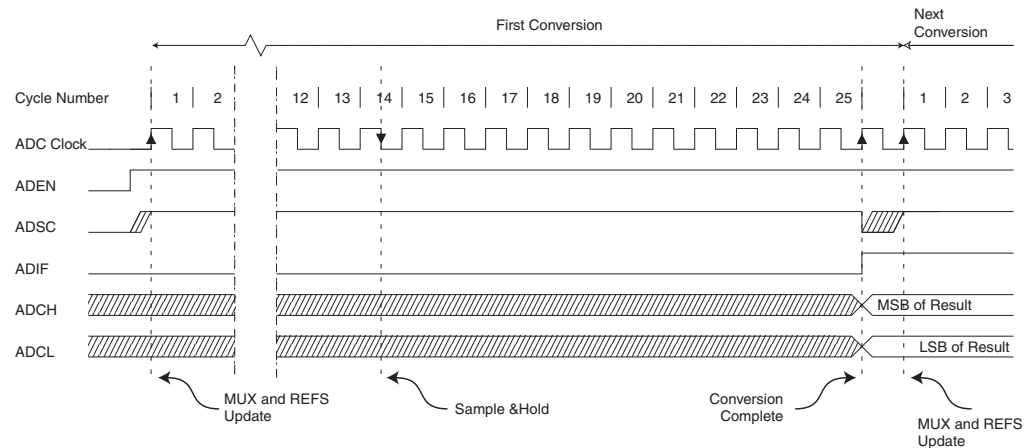 First Conversion
Next
Conversion
Cycle Number 1 2 12 13 14 15 16 17 18 19 20 21 22 23 24 25 1 2 3
ADC Clock
ADEN
ADSC
ADIF
ADCH MSB of Result
ADCL LSB of Result
MUX and REFS
Update
Sample &Hold
Conversion
Complete
MUX and REFS
Update